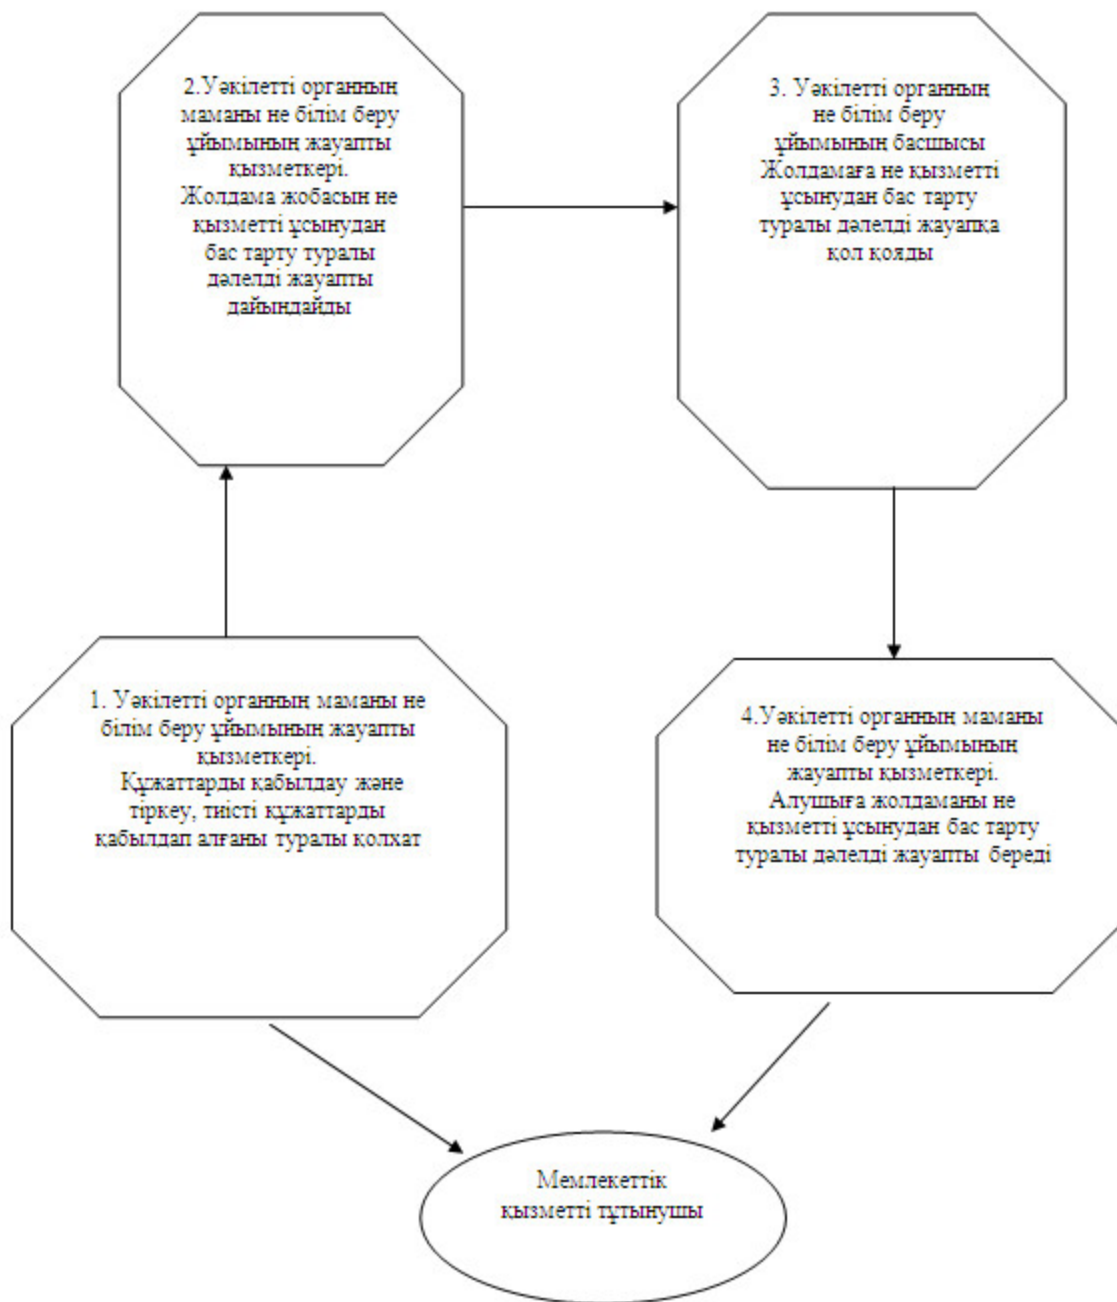 2.Уәкілетті органның
маманы не білім беру
ұйымының жауапты
қызметкері.
Жолдама жобасын не
қызметті ұсынудан
бас тарту туралы
дәлелді жауапты
дайындайды
3. Уәкілетті органның
не білім беру
ұйымының басшысы
Жолдамаға не қызметті
ұсынудан бас тарту
туралы дәлелді жауапқа
қол қояды
1. Уәкілетті органның маманы не
білім беру ұйымының жауапты
қызметкері.
Құжаттарды қабылдау және
тіркеу, тиісті құжаттарды
қабылдап алғаны туралы қолхат
4.Уәкілетті органның маманы
не білім беру ұйымының
жауапты қызметкері.
Алушыға жолдаманы не
қызметті ұсынудан бас тарту
туралы дәлелді жауапты береді
Мемлекеттік
қызметті тұтынушы